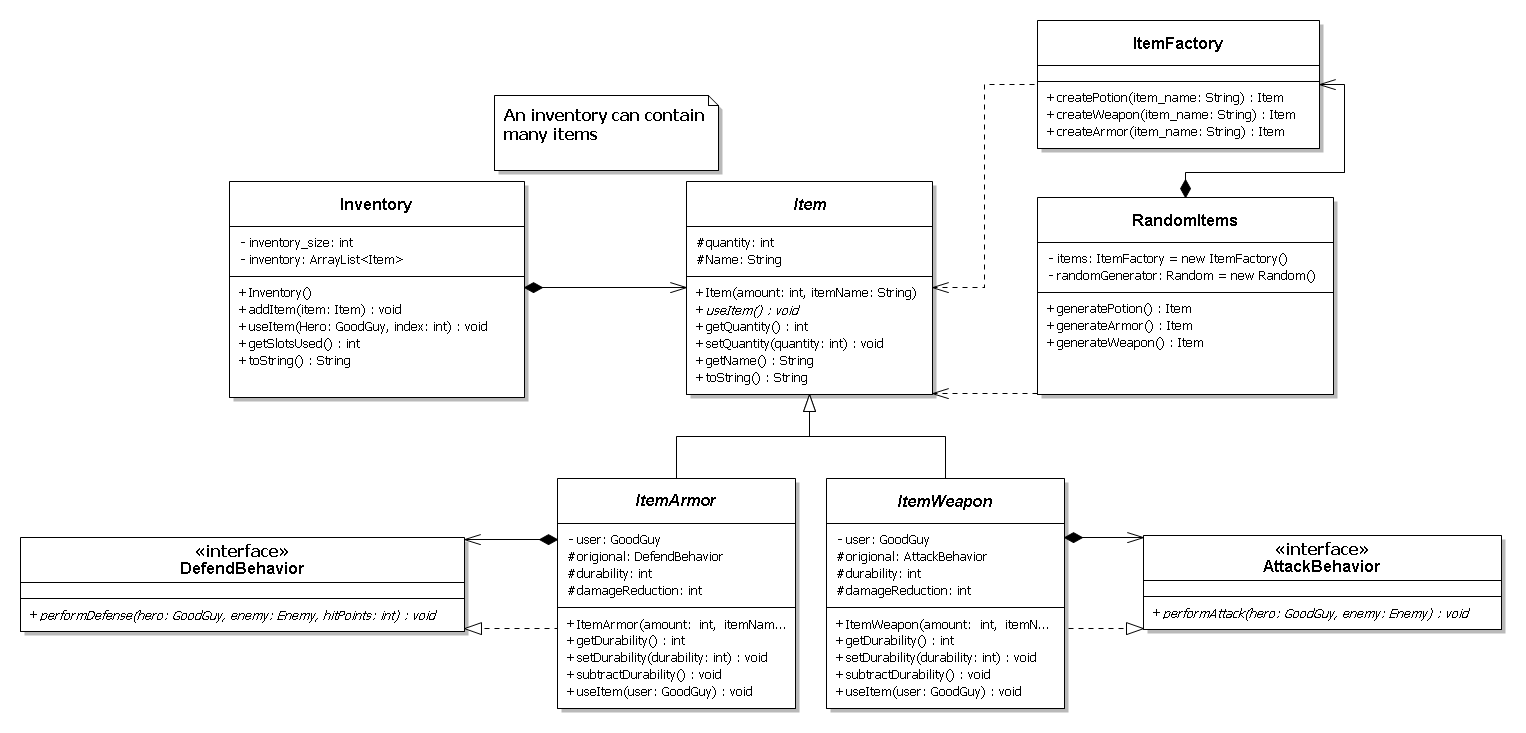 ItemFactory
+createPotion(item_name: String) : Item
+createWeapon(item_name: String) : Item
+createArmor(item_name: String) : Item
An inventory can contain
many items
Inventory
- inventory_size: int
- inventory: ArrayList<Item>
+Inventory()
+addItem(item: Item) : void
+useItem(Hero: GoodGuy, index: int) : void
+getSlotsUsed() : int
+toString() : String
Item
#quantity: int
#Name: String
+Item(amount: int, itemName: String)
+useItem() : void
+getQuantity() : int
+setQuantity(quantity: int) : void
+getName() : String
+toString() : String
RandomItems
- items: ItemFactory = new ItemFactory()
- randomGenerator: Random = new Random()
+generatePotion() : Item
+generateArmor() : Item
+generateWeapon() : Item
«interface»
DefendBehavior
+ performDefense(hero: GoodGuy, enemy: Enemy, hitPoints: int) : void
ItemArmor
- user: GoodGuy
#origional: DefendBehavior
#durability: int
#damageReduction: int
+ItemArmor(amount: int, itemNam...
+getDurability() : int
+setDurability(durability: int) : void
+subtractDurability() : void
+useItem(user: GoodGuy) : void
ItemWeapon
- user: GoodGuy
#origional: AttackBehavior
#durability: int
#damageReduction: int
+ItemWeapon(amount: int, itemN...
+getDurability() : int
+setDurability(durability: int) : void
+subtractDurability() : void
+useItem(user: GoodGuy) : void
«interface»
AttackBehavior
+ performAttack(hero: GoodGuy, enemy: Enemy) : void